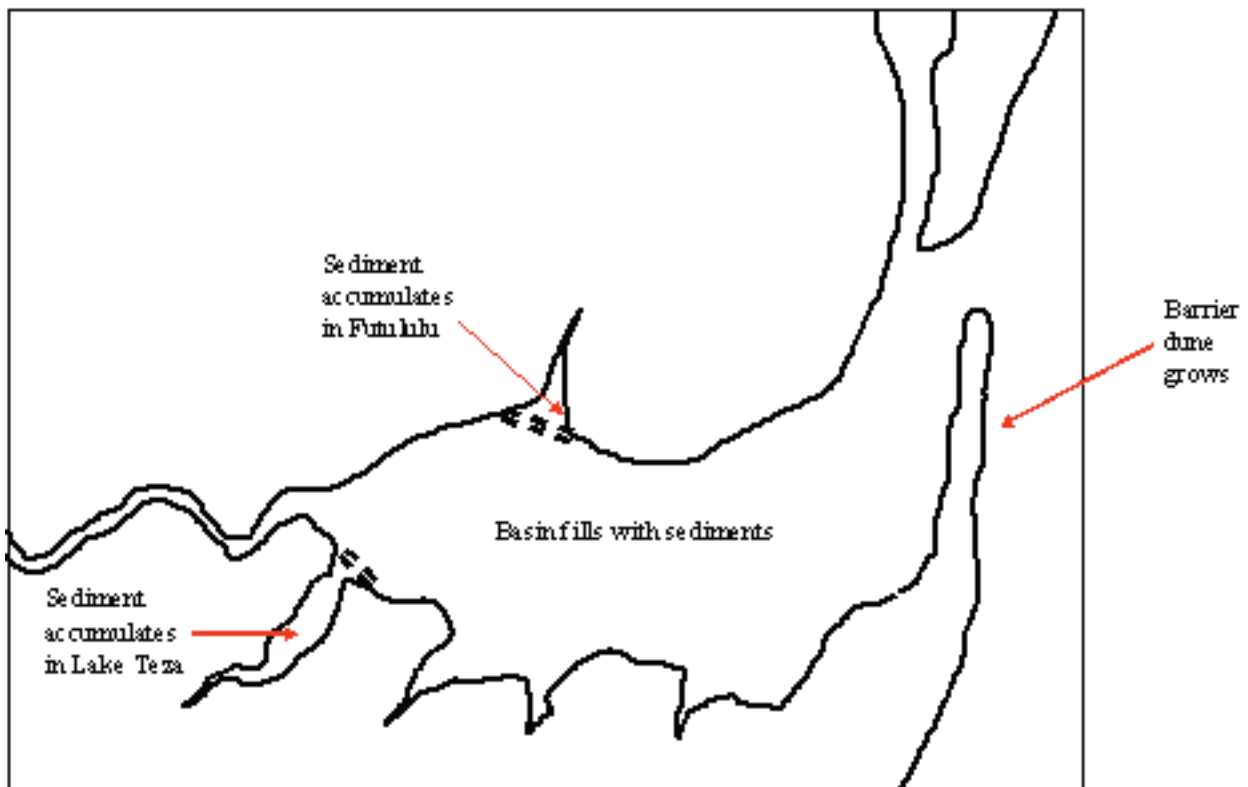 Sediment
accumulates
in Futululu
Barrier
dune
grows
Basin fills with sediments
Sediment
accumulates
in Lake Teza